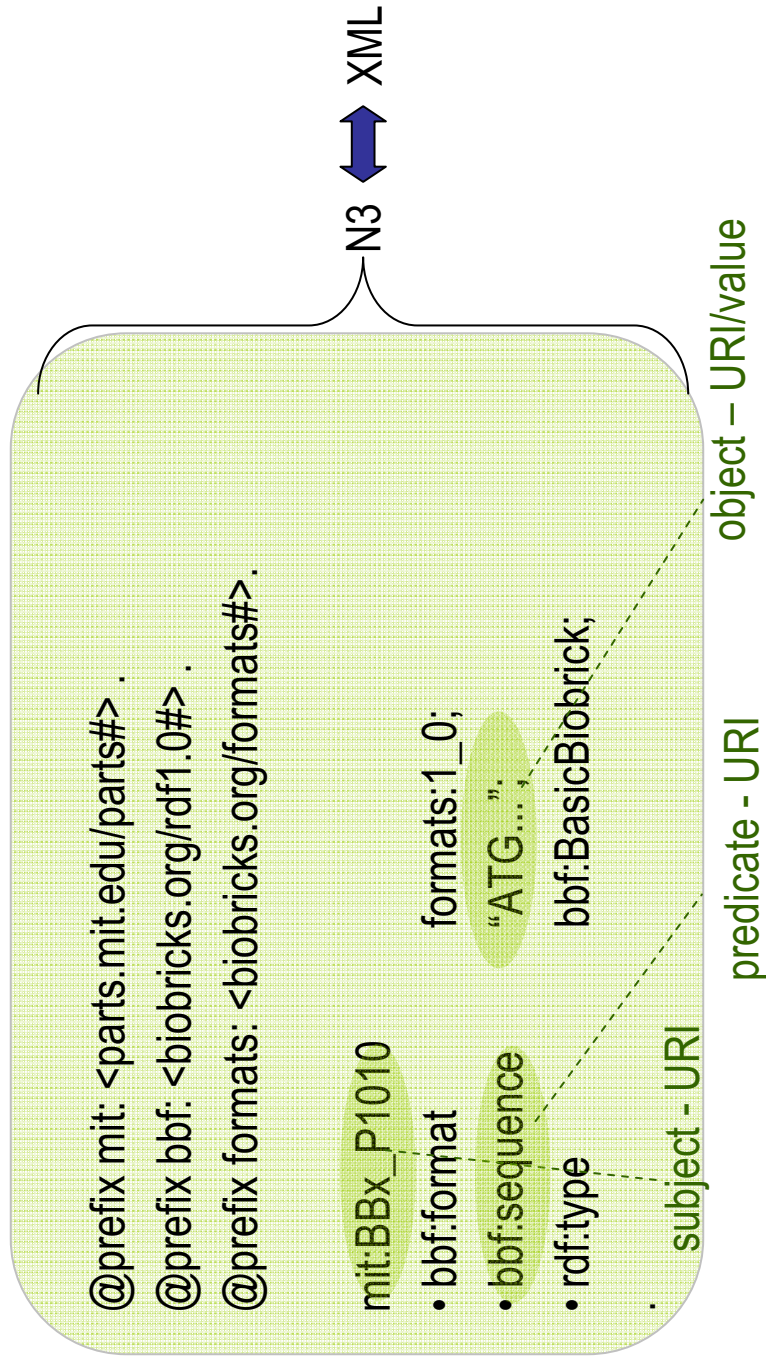 @prefix mit: <parts.mit.edu/parts#> .
@prefix bbf: <biobricks.org/rdf1.0#> .
@prefix formats: <biobricks.org/formats#>.
mit:BBx_P1010
• bbf:format formats:1_0;
• bbf:sequence “ATG... ”. ,
• rdf:type bbf:BasicBiobrick;
.
subject - URI
predicate - URI
object – URI/value
N3 XML